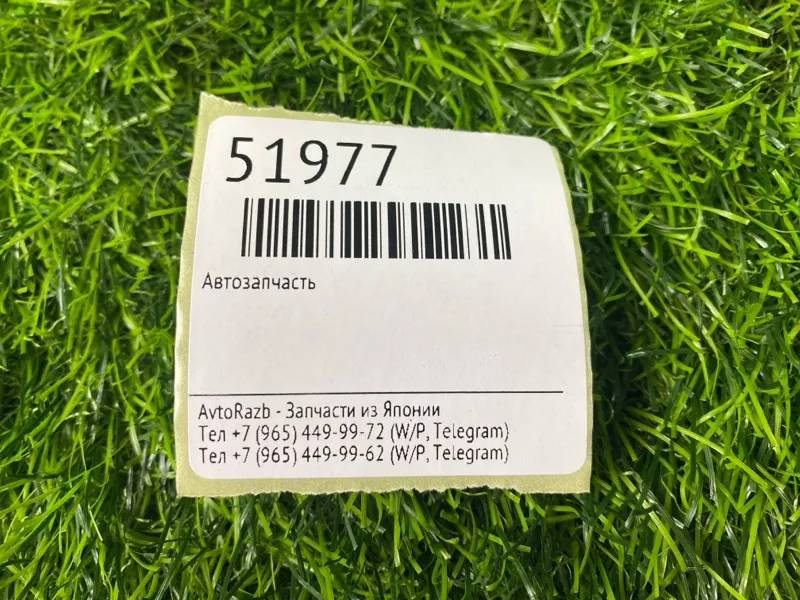 51977
Автозапчасть
AvtoRazb - Запчасти из Японии
Тел +7 (965) 449-99-72 (W/P, Telegram)
Тел +7 (965) 449-99-62 (W/P, Telegram)